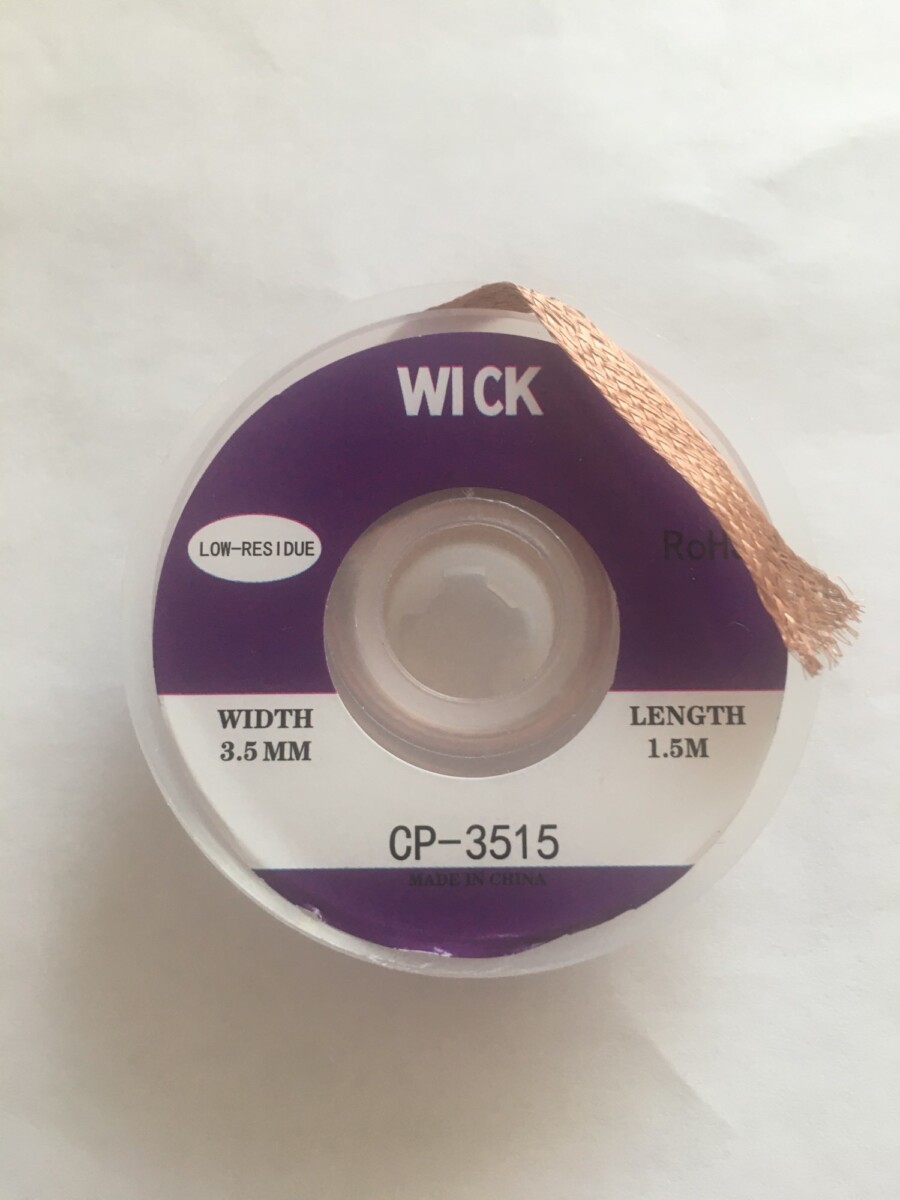 WICK
LOW-RESIDUE
WIDTH
3.5 MM
LENGTH
1.5M
CP-3515
MADE IN CHINA